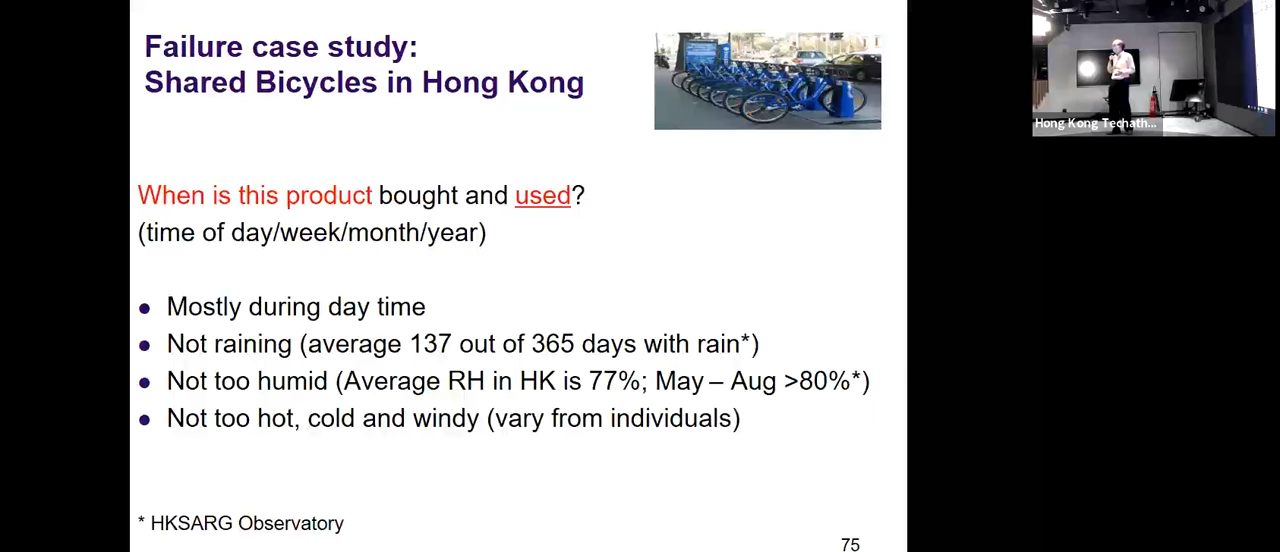 Failure case study:
Shared Bicycles in Hong Kong
Hong Kong Techath...
When is this product bought and used?
(time of day/week/month/year)
● Mostly during day time
● Not raining (average 137 out of 365 days with rain*)
● Not too humid (Average RH in HK is 77%; May – Aug >80%*)
● Not too hot, cold and windy (vary from individuals)
* HKSARG Observatory
75